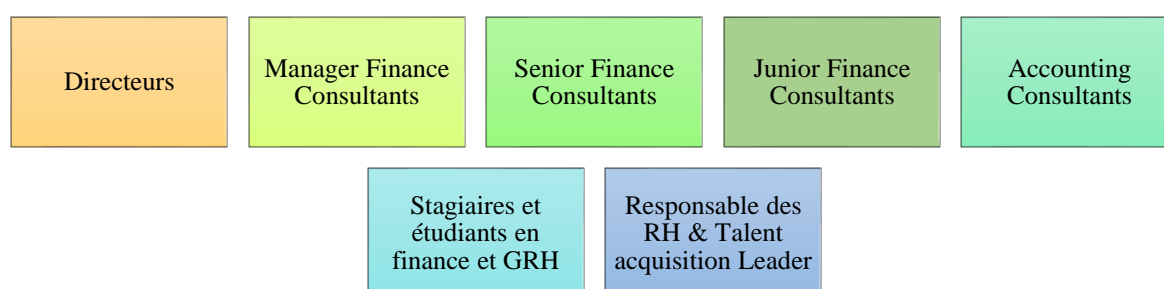 Directeurs
Manager Finance
Consultants
Senior Finance
Consultants
Junior Finance
Consultants
Accounting
Consultants
Stagiaires et
étudiants en
finance et GRH
Responsable des
RH & Talent
acquisition Leader